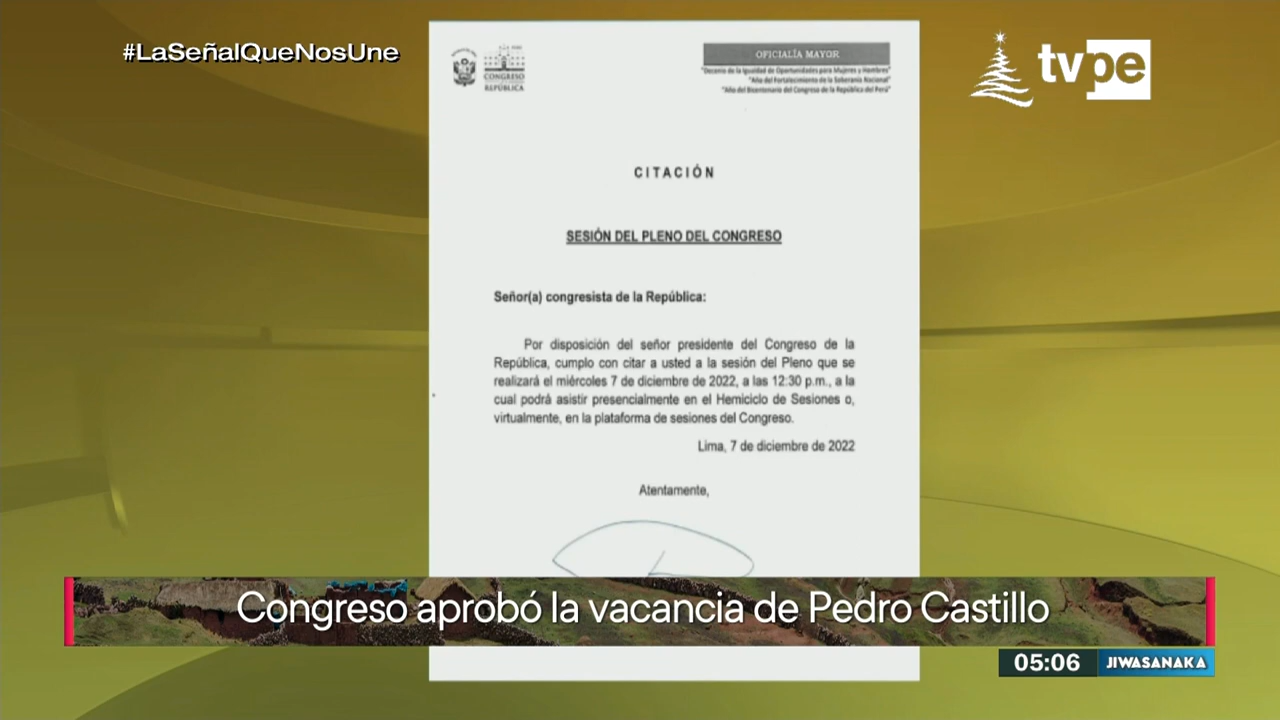 #LaSeñalQueNosUne
tvpe
CONGRESO
REPÚBLICA
OFICIALÍA MAYOR
"Decenio de la Igualdad de Oportunidades para Mujeres y Hombres"
"Año del Fortalecimiento de la Soberanía Nacional"
"Año del Bicentenario del Congreso de la República del Perú"
CITACIÓN
SESIÓN DEL PLENO DEL CONGRESO
Señor(a) congresista de la República:
Por disposición del señor presidente del Congreso de la
República, cumplo con citar a usted a la sesión del Pleno que se
realizará el miércoles 7 de diciembre de 2022, a las 12:30 p.m., a la
cual podrá asistir presencialmente en el Hemiciclo de Sesiones o,
virtualmente, en la plataforma de sesiones del Congreso.
Lima, 7 de diciembre de 2022
Atentamente,
Congreso aprobó la vacancia de Pedro Castillo
05:06 JIWASANAKA